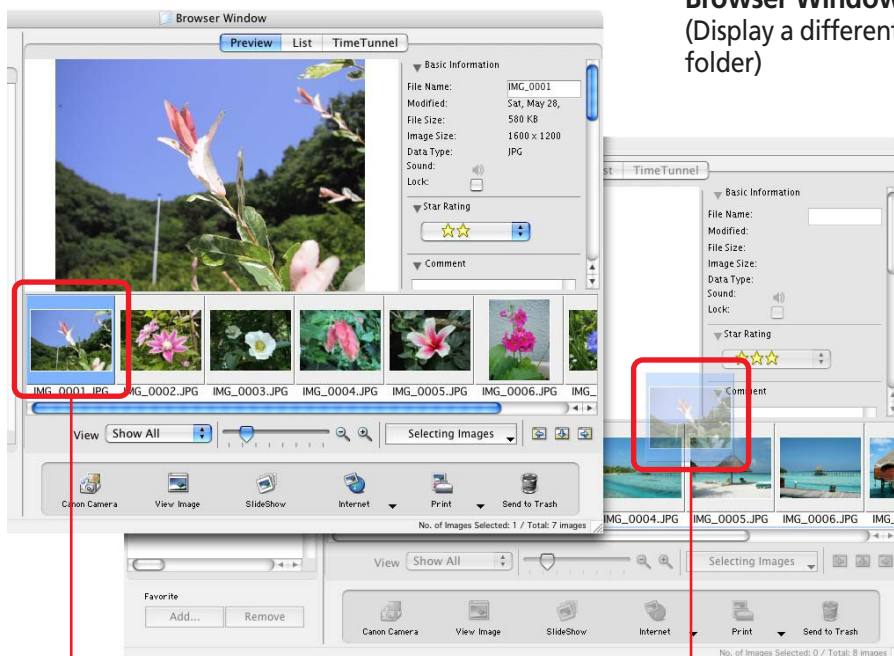 Browser Window
(Display a different
folder)
Browser Window
Preview List TimeTunnel
Basic Information
File Name: IMG_0001
Modified: Sat, May 28,
File Size: 580 KB
Image Size: 1600 x 1200
Data Type: JPG
Sound:
Lock:
Star Rating
Comment
IMG_0001.JPG IMG_0002.JPG IMG_0003.JPG IMG_0004.JPG IMG_0005.JPG IMG_0006.JPG IMG_
View Show All Selecting Images
Canon Camera View Image SlideShow Internet Print Send to Trash
No. of Images Selected: 1 / Total: 7 images
st TimeTunnel
Basic Information
File Name:
Modified:
File Size:
Image Size:
Data Type:
Sound:
Lock:
Star Rating
Comment
IMG_0004.JPG IMG_0005.JPG IMG_0006.JPG IMG_
View Show All Selecting Images
Favorite
Add... Remove
Canon Camera View Image SlideShow Internet Print Send to Trash
No. of Images Selected: 0 / Total: 8 images